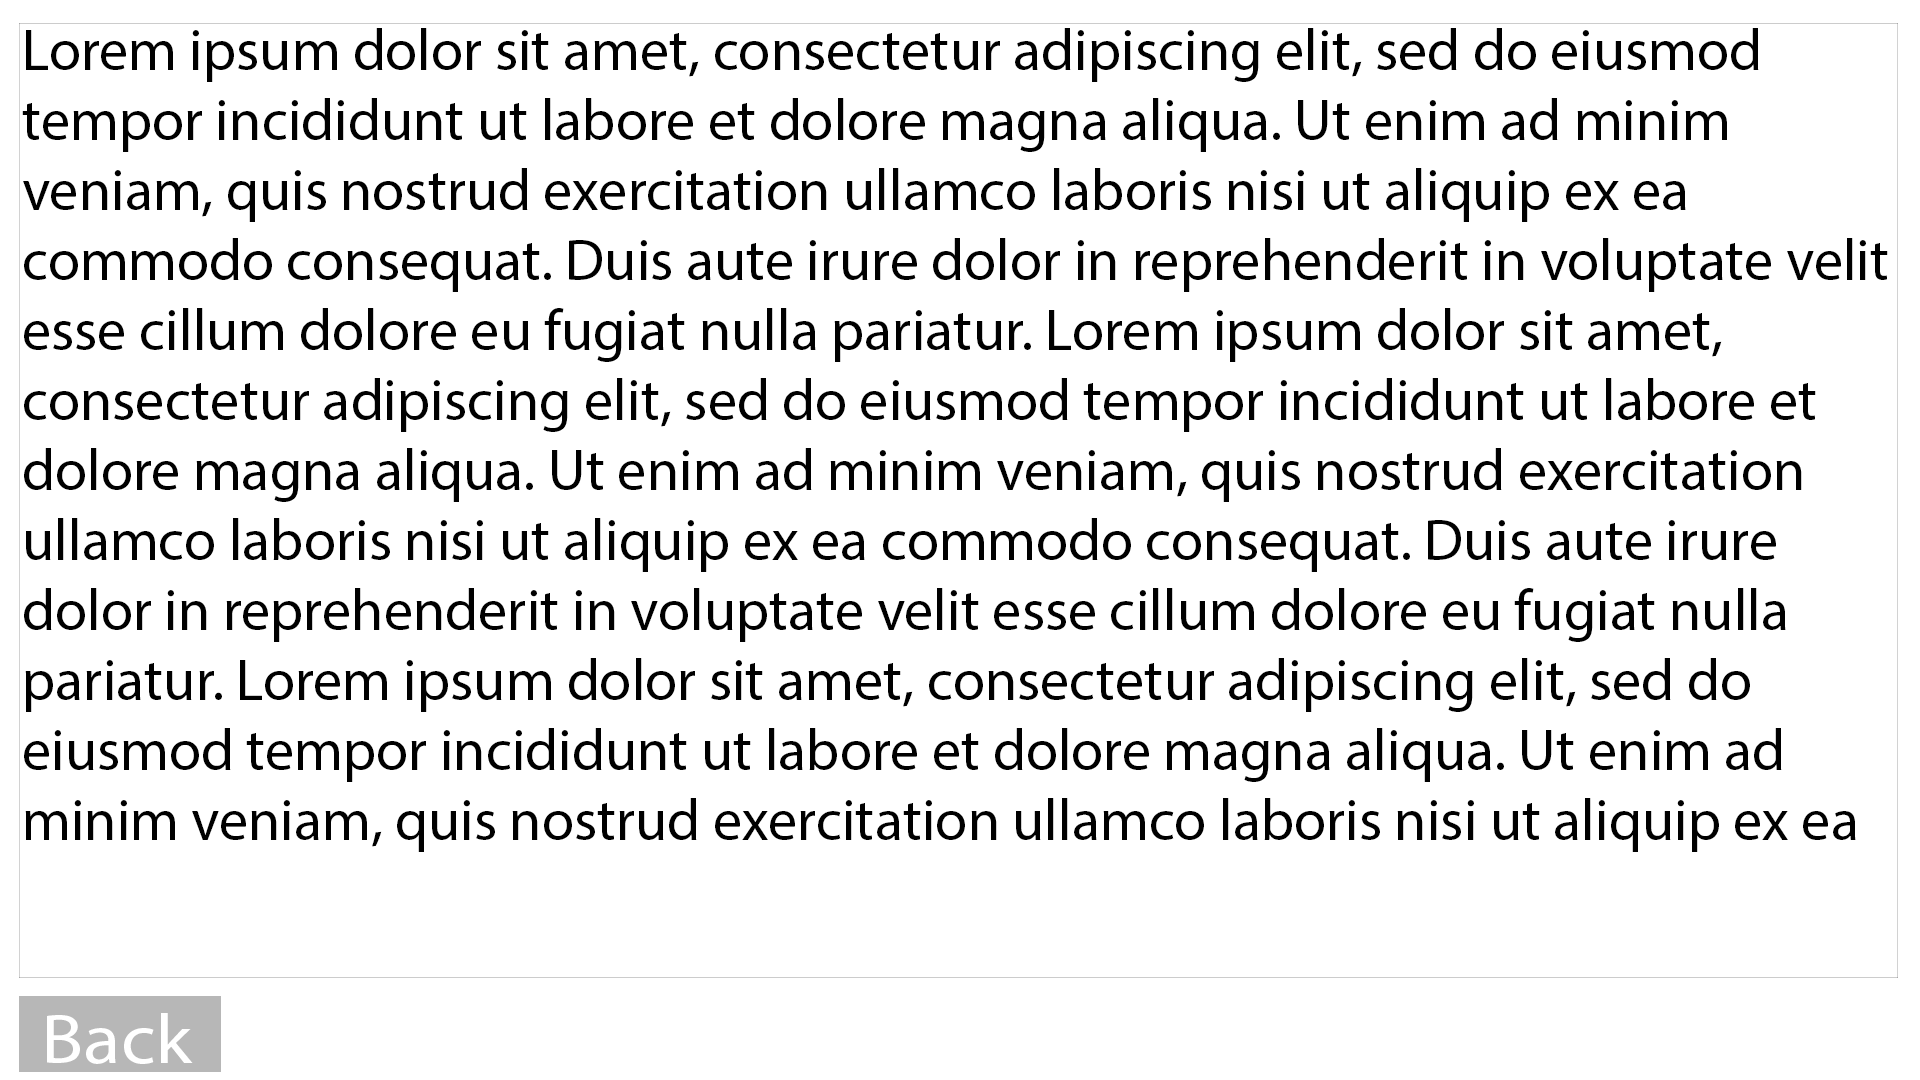 Lorem ipsum dolor sit amet, consectetur adipiscing elit, sed do eiusmod
tempor incididunt ut labore et dolore magna aliqua. Ut enim ad minim
veniam, quis nostrud exercitation ullamco laboris nisi ut aliquip ex ea
commodo consequat. Duis aute irure dolor in reprehenderit in voluptate velit
esse cillum dolore eu fugiat nulla pariatur. Lorem ipsum dolor sit amet,
consectetur adipiscing elit, sed do eiusmod tempor incididunt ut labore et
dolore magna aliqua. Ut enim ad minim veniam, quis nostrud exercitation
ullamco laboris nisi ut aliquip ex ea commodo consequat. Duis aute irure
dolor in reprehenderit in voluptate velit esse cillum dolore eu fugiat nulla
pariatur. Lorem ipsum dolor sit amet, consectetur adipiscing elit, sed do
eiusmod tempor incididunt ut labore et dolore magna aliqua. Ut enim ad
minim veniam, quis nostrud exercitation ullamco laboris nisi ut aliquip ex ea
Back